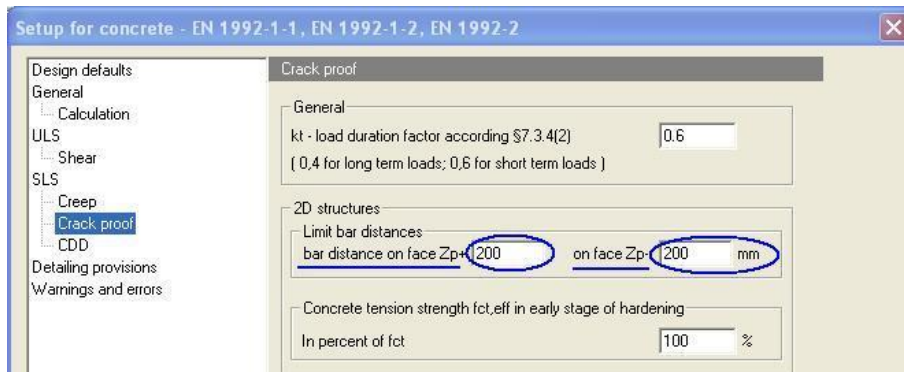 Setup for concrete - EN 1992-1-1, EN 1992-1-2, EN 1992-2
Design defaults
General
Calculation
ULS
Shear
SLS
Creep
Crack proof
CDD
Detailing provisions
Warnings and errors
Crack proof
General
kt - load duration factor according §7.3.4(2) 0.6
( 0,4 for long term loads; 0,6 for short term loads )
2D structures
Limit bar distances
bar distance on face Zp+ 200 on face Zp- 200 mm
Concrete tension strength fct,eff in early stage of hardening
In percent of fct 100 %